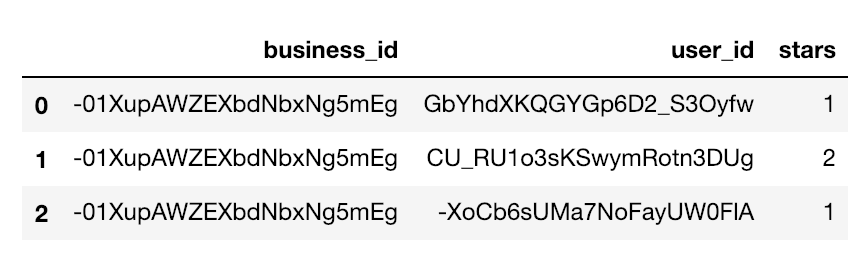 business_id user_id stars
0 -01XupAWZEXbdNbxNg5mEg GbYhdXKQGYGp6D2_S3Oyfw 1
1 -01XupAWZEXbdNbxNg5mEg CU_RU1o3sKSwymRotn3DUg 2
2 -01XupAWZEXbdNbxNg5mEg -XoCb6sUMa7NoFayUW0FlA 1